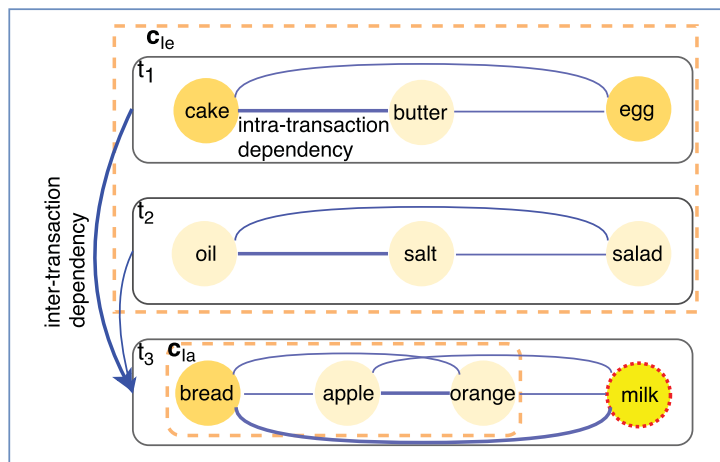 c_le
t_1
cake
butter
egg
intra-transaction
dependency
inter-transaction
dependency
t_2
oil
salt
salad
t_3
c_la
bread
apple
orange
milk